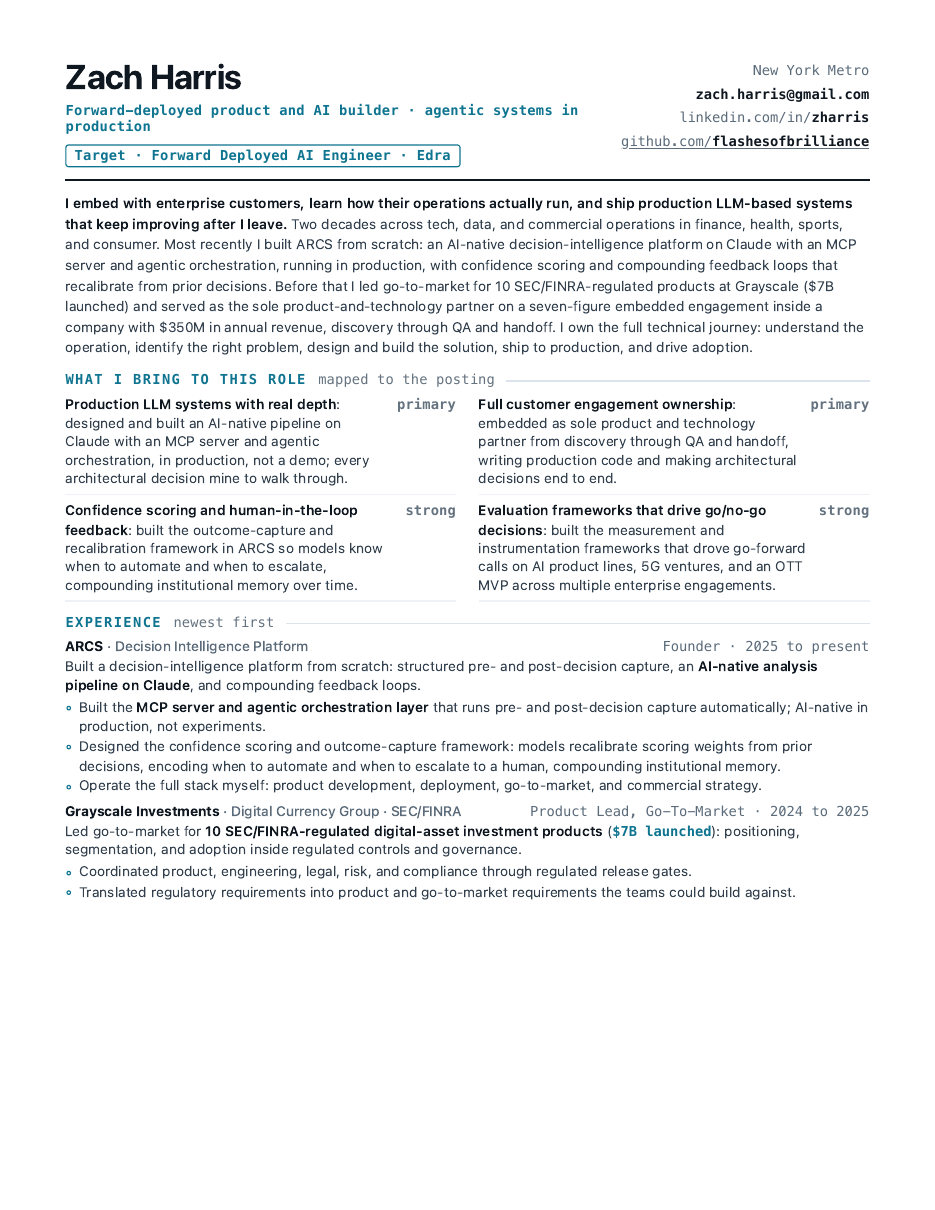 Zach Harris
Forward-deployed product and AI builder · agentic systems in
production
Target · Forward Deployed AI Engineer · Edra
New York Metro
zach.harris@gmail.com
linkedin.com/in/zharris
github.com/flashesofbrilliance
I embed with enterprise customers, learn how their operations actually run, and ship production LLM-based systems
that keep improving after I leave. Two decades across tech, data, and commercial operations in finance, health, sports,
and consumer. Most recently I built ARCS from scratch: an AI-native decision-intelligence platform on Claude with an MCP
server and agentic orchestration, running in production, with confidence scoring and compounding feedback loops that
recalibrate from prior decisions. Before that I led go-to-market for 10 SEC/FINRA-regulated products at Grayscale ($7B
launched) and served as the sole product-and-technology partner on a seven-figure embedded engagement inside a
company with $350M in annual revenue, discovery through QA and handoff. I own the full technical journey: understand the
operation, identify the right problem, design and build the solution, ship to production, and drive adoption.
WHAT I BRING TO THIS ROLE mapped to the posting
Production LLM systems with real depth: primary
designed and built an AI-native pipeline on
Claude with an MCP server and agentic
orchestration, in production, not a demo; every
architectural decision mine to walk through.
Full customer engagement ownership: primary
embedded as sole product and technology
partner from discovery through QA and handoff,
writing production code and making architectural
decisions end to end.
Confidence scoring and human-in-the-loop strong
feedback: built the outcome-capture and
recalibration framework in ARCS so models know
when to automate and when to escalate,
compounding institutional memory over time.
Evaluation frameworks that drive go/no-go strong
decisions: built the measurement and
instrumentation frameworks that drove go-forward
calls on AI product lines, 5G ventures, and an OTT
MVP across multiple enterprise engagements.
EXPERIENCE newest first
ARCS · Decision Intelligence Platform Founder · 2025 to present
Built a decision-intelligence platform from scratch: structured pre- and post-decision capture, an AI-native analysis
pipeline on Claude, and compounding feedback loops.
Built the MCP server and agentic orchestration layer that runs pre- and post-decision capture automatically; AI-native in
production, not experiments.
Designed the confidence scoring and outcome-capture framework: models recalibrate scoring weights from prior
decisions, encoding when to automate and when to escalate to a human, compounding institutional memory.
Operate the full stack myself: product development, deployment, go-to-market, and commercial strategy.
Grayscale Investments · Digital Currency Group · SEC/FINRA Product Lead, Go-To-Market · 2024 to 2025
Led go-to-market for 10 SEC/FINRA-regulated digital-asset investment products ($7B launched): positioning,
segmentation, and adoption inside regulated controls and governance.
Coordinated product, engineering, legal, risk, and compliance through regulated release gates.
Translated regulatory requirements into product and go-to-market requirements the teams could build against.